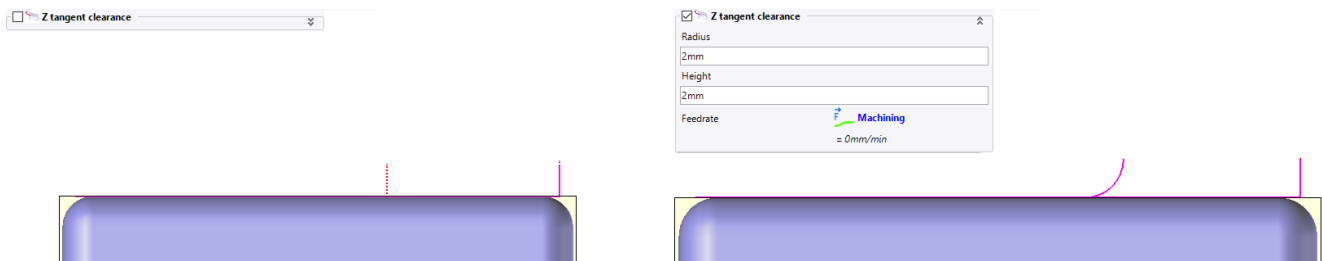 Z tangent clearance
Z tangent clearance
Radius
2mm
Height
2mm
Feedrate F Machining
= 0mm/min